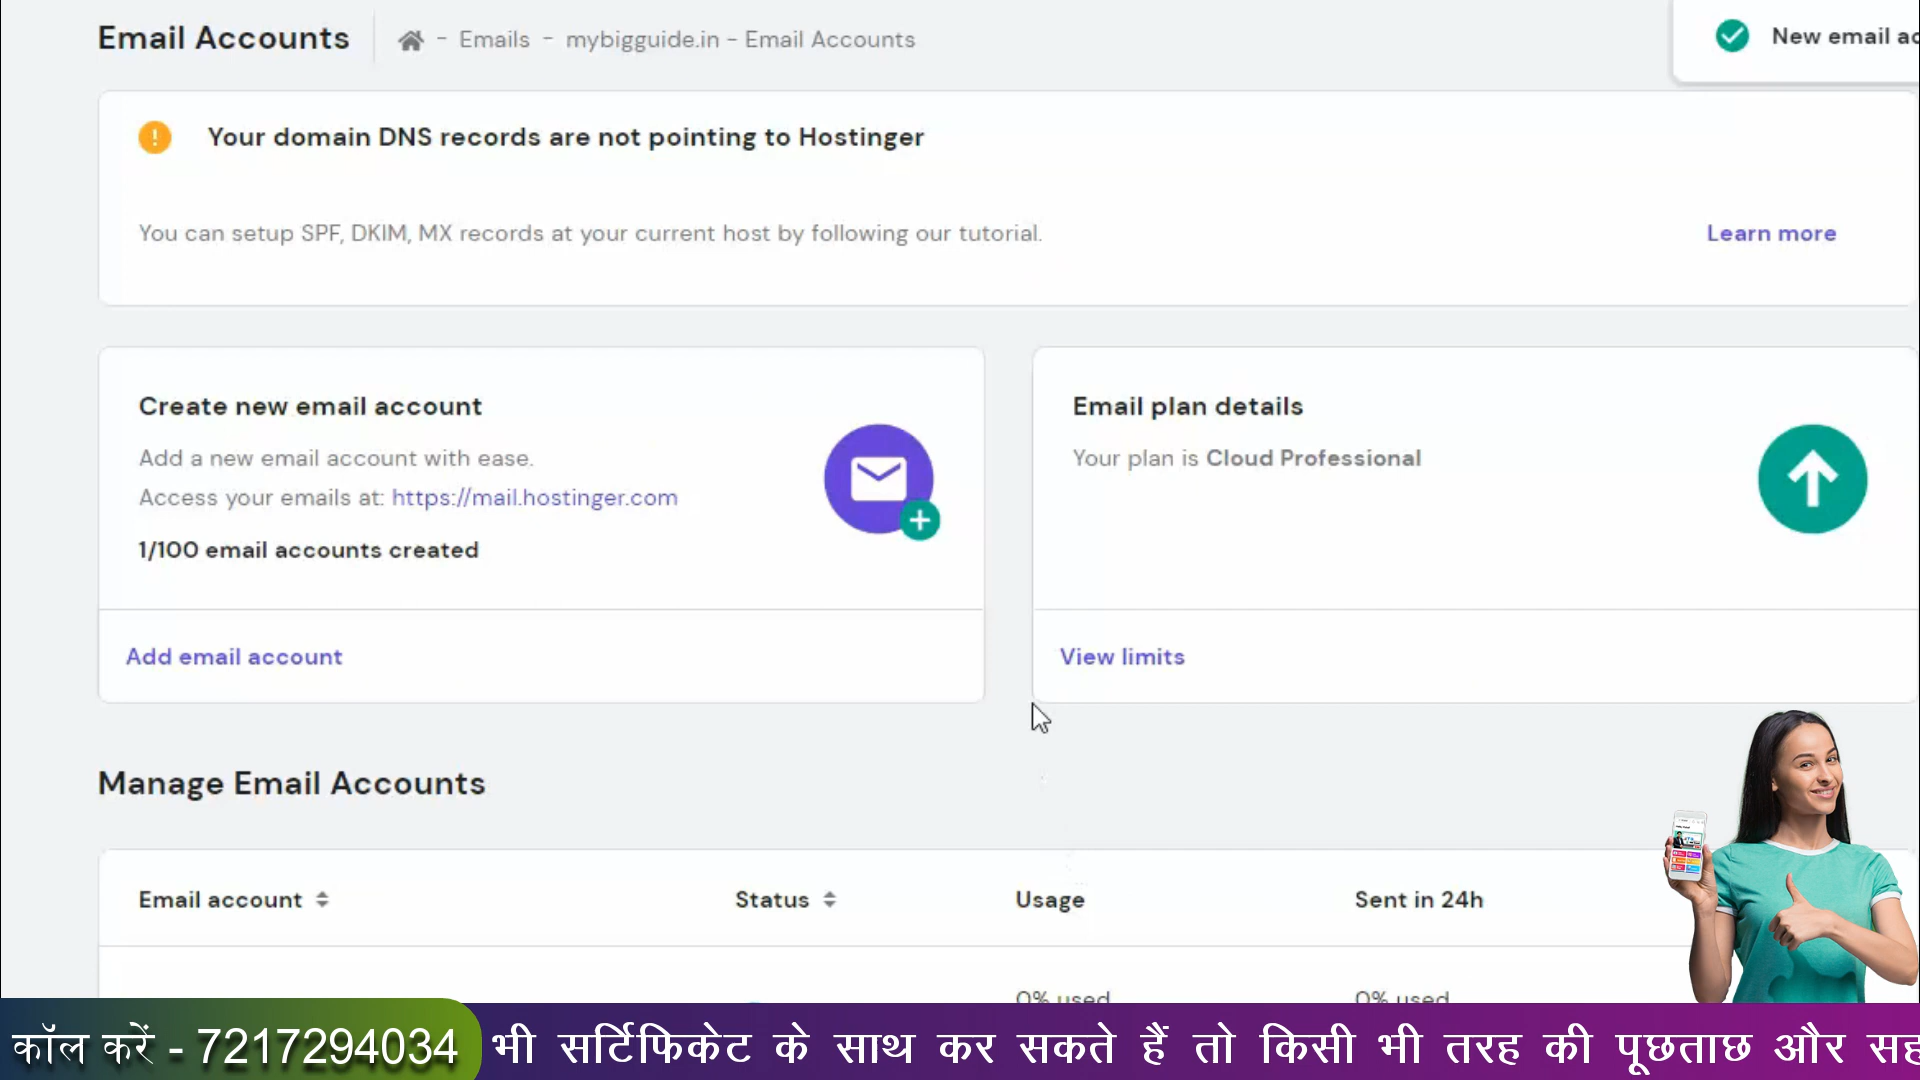 Email Accounts
- Emails - mybigguide.in - Email Accounts
New email
Your domain DNS records are not pointing to Hostinger
You can setup SPF, DKIM, MX records at your current host by following our tutorial.
Learn more
Create new email account
Add a new email account with ease.
Access your emails at: https://mail.hostinger.com
1/100 email accounts created
Add email account
Email plan details
Your plan is Cloud Professional
View limits
Manage Email Accounts
Email account Status Usage Sent in 24h
0% used 0% used
कॉल करें - 7217294034 भी सर्टिफिकेट के साथ कर सकते हैं तो किसी भी तरह की पूछताछ और